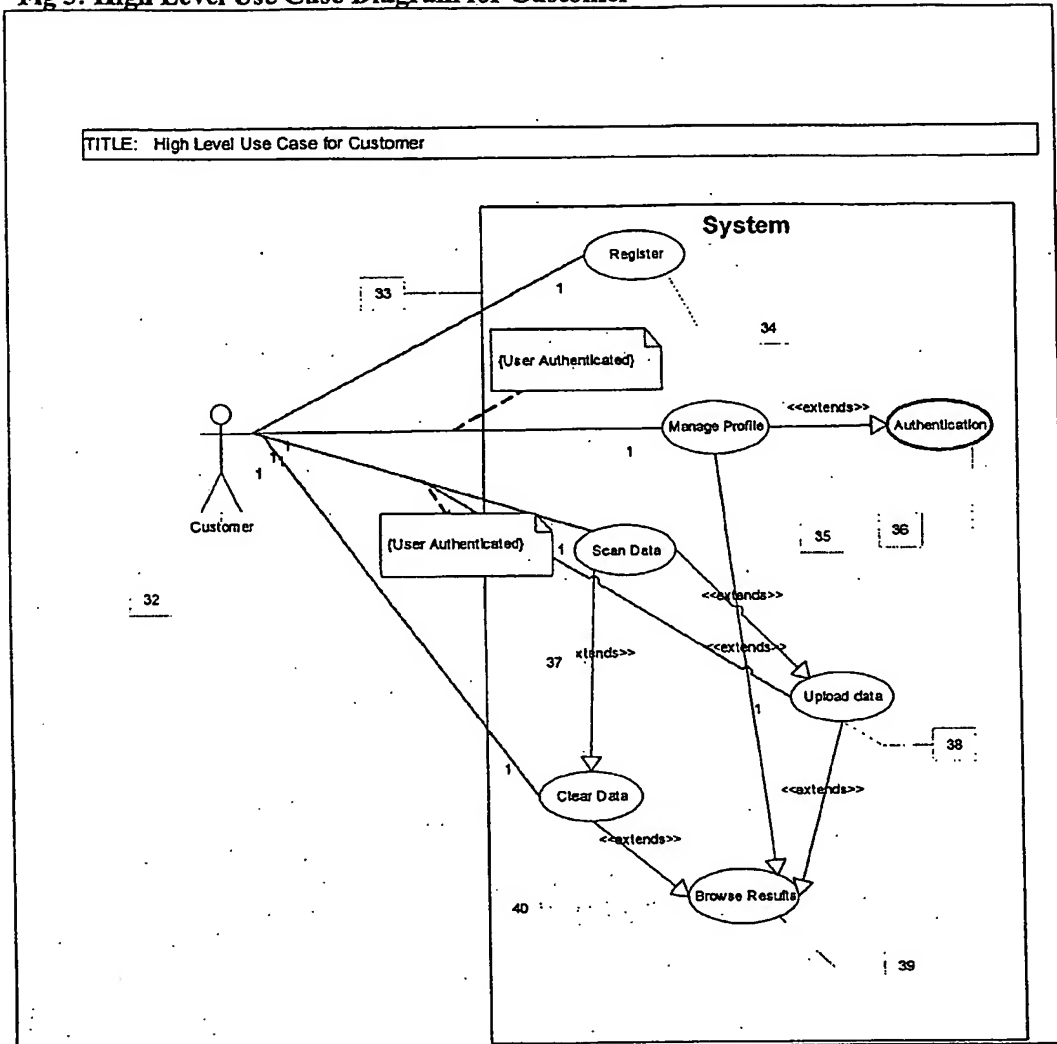 Fig 3: High Level Use Case Diagram for Customer
TITLE: High Level Use Case for Customer
System
Register
33
1
34
{User Authenticated}
<<extends>>
Manage Profile
Authentication
1
1
1
1
Customer
{User Authenticated}
1
Scan Data
35
36
32
<<extends>>
37
xtends>>
<<extends>>
Upload data
1
38
1
Clear Data
<<extends>>
<<extends>>
Browse Results
40
39